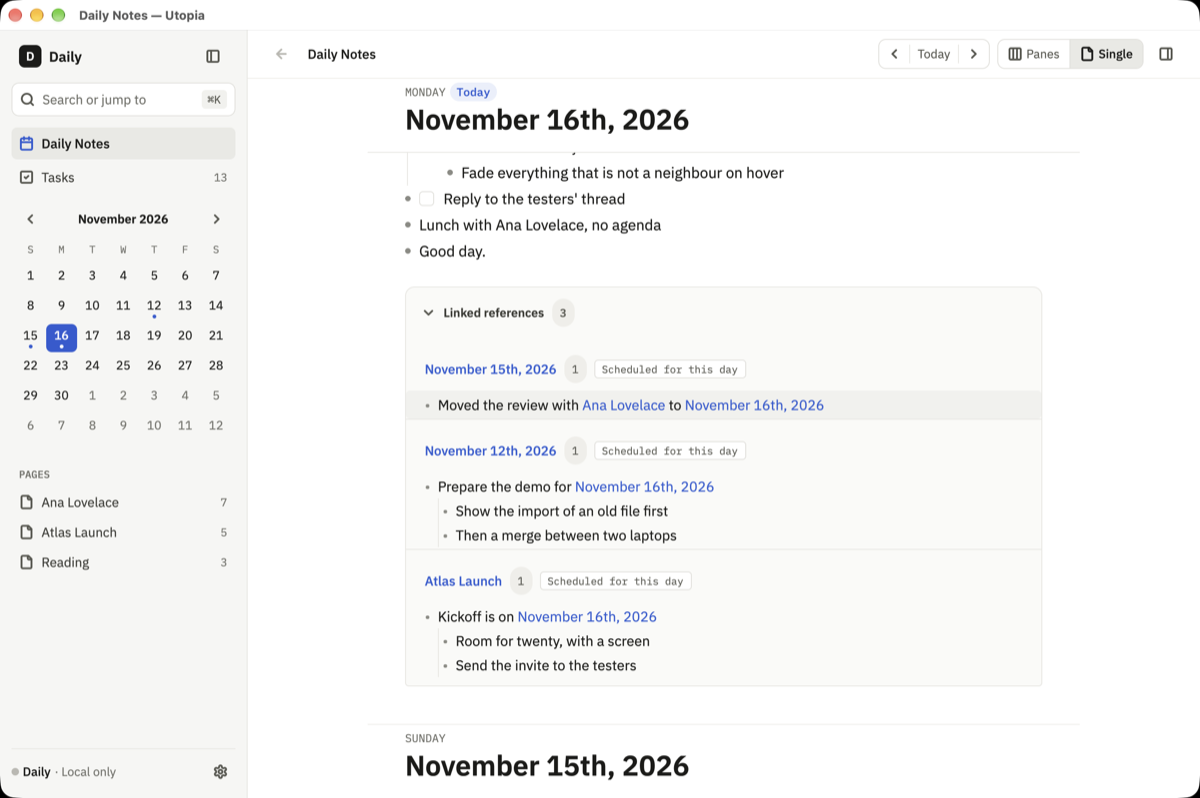 Daily Notes — Utopia
D Daily
Search or jump to ⌘K
Daily Notes
Tasks 13
November 2026
S M T W T F S
1 2 3 4 5 6 7
8 9 10 11 12 13 14
15 16 17 18 19 20 21
22 23 24 25 26 27 28
29 30 1 2 3 4 5
6 7 8 9 10 11 12
PAGES
Ana Lovelace 7
Atlas Launch 5
Reading 3
Daily · Local only
Daily Notes
Today
Panes
Single
MONDAY Today
November 16th, 2026
Fade everything that is not a neighbour on hover
Reply to the testers' thread
Lunch with Ana Lovelace, no agenda
Good day.
Linked references 3
November 15th, 2026 1 Scheduled for this day
Moved the review with Ana Lovelace to November 16th, 2026
November 12th, 2026 1 Scheduled for this day
Prepare the demo for November 16th, 2026
Show the import of an old file first
Then a merge between two laptops
Atlas Launch 1 Scheduled for this day
Kickoff is on November 16th, 2026
Room for twenty, with a screen
Send the invite to the testers
SUNDAY
November 15th, 2026